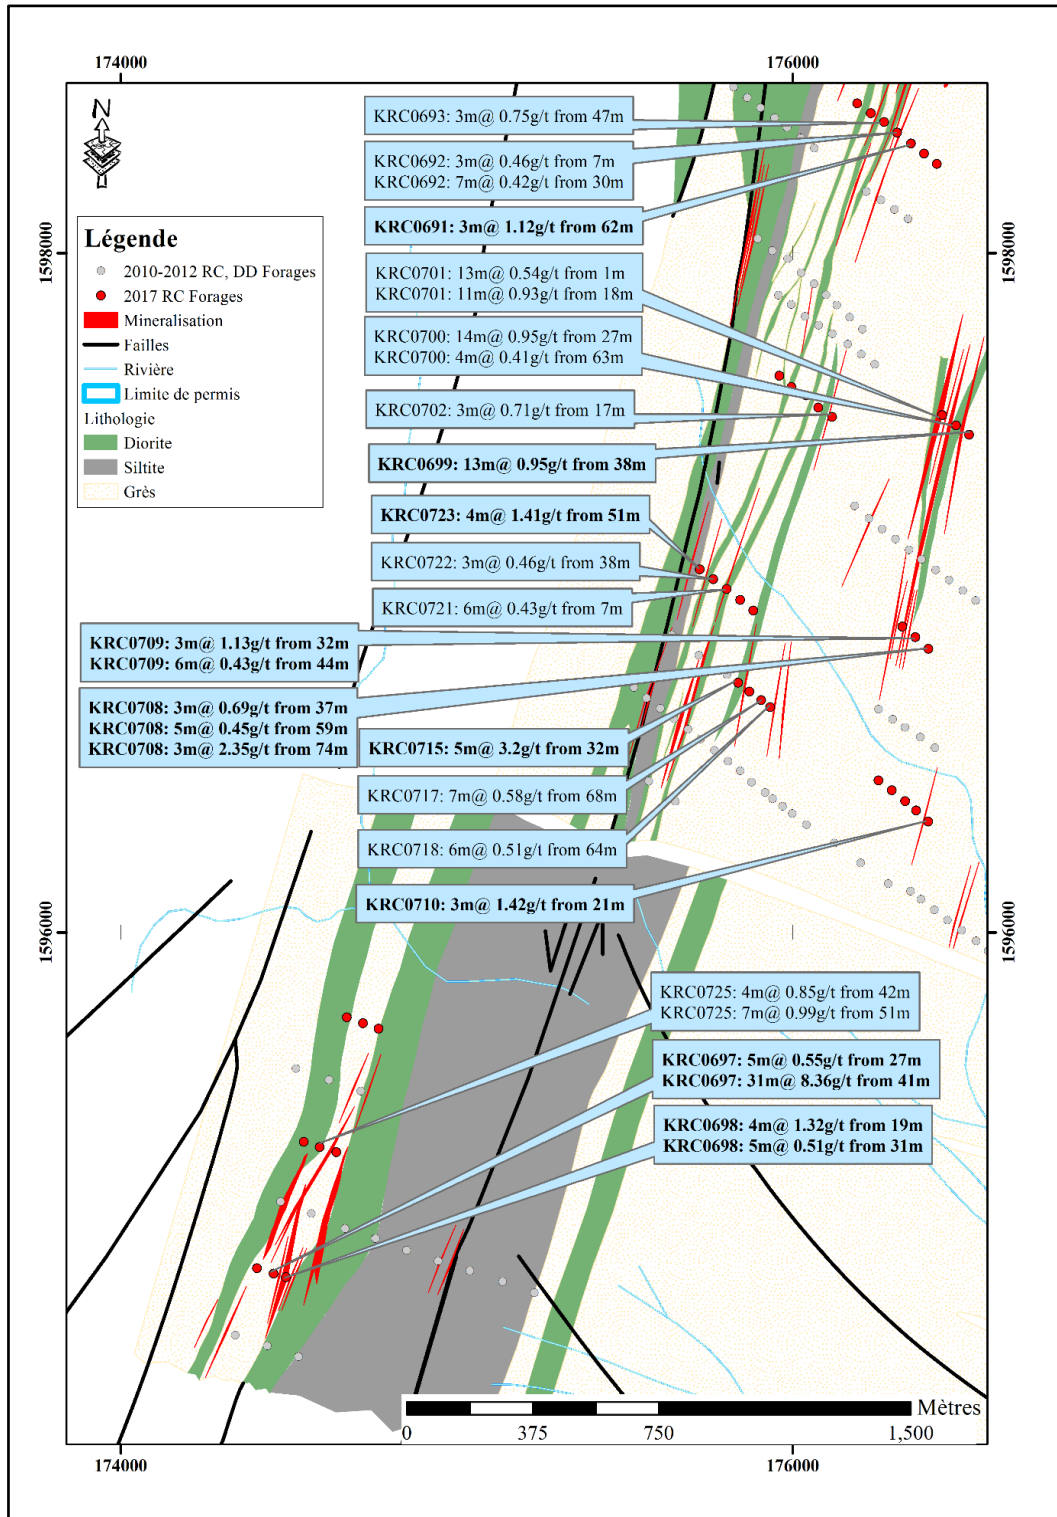 174000
176000
N
KRC0693: 3m@ 0.75g/t from 47m
KRC0692: 3m@ 0.46g/t from 7m
KRC0692: 7m@ 0.42g/t from 30m
KRC0691: 3m@ 1.12g/t from 62m
1598000
1598000
Légende
2010-2012 RC, DD Forages
2017 RC Forages
Mineralisation
Failles
Rivière
Limite de permis
Lithologie
Diorite
Siltite
Grès
KRC0701: 13m@ 0.54g/t from 1m
KRC0701: 11m@ 0.93g/t from 18m
KRC0700: 14m@ 0.95g/t from 27m
KRC0700: 4m@ 0.41g/t from 63m
KRC0702: 3m@ 0.71g/t from 17m
KRC0699: 13m@ 0.95g/t from 38m
KRC0723: 4m@ 1.41g/t from 51m
KRC0722: 3m@ 0.46g/t from 38m
KRC0721: 6m@ 0.43g/t from 7m
KRC0709: 3m@ 1.13g/t from 32m
KRC0709: 6m@ 0.43g/t from 44m
KRC0708: 3m@ 0.69g/t from 37m
KRC0708: 5m@ 0.45g/t from 59m
KRC0708: 3m@ 2.35g/t from 74m
KRC0715: 5m@ 3.2g/t from 32m
KRC0717: 7m@ 0.58g/t from 68m
KRC0718: 6m@ 0.51g/t from 64m
KRC0710: 3m@ 1.42g/t from 21m
1596000
1596000
KRC0725: 4m@ 0.85g/t from 42m
KRC0725: 7m@ 0.99g/t from 51m
KRC0697: 5m@ 0.55g/t from 27m
KRC0697: 31m@ 8.36g/t from 41m
KRC0698: 4m@ 1.32g/t from 19m
KRC0698: 5m@ 0.51g/t from 31m
Mètres
0 375 750 1,500
174000
176000